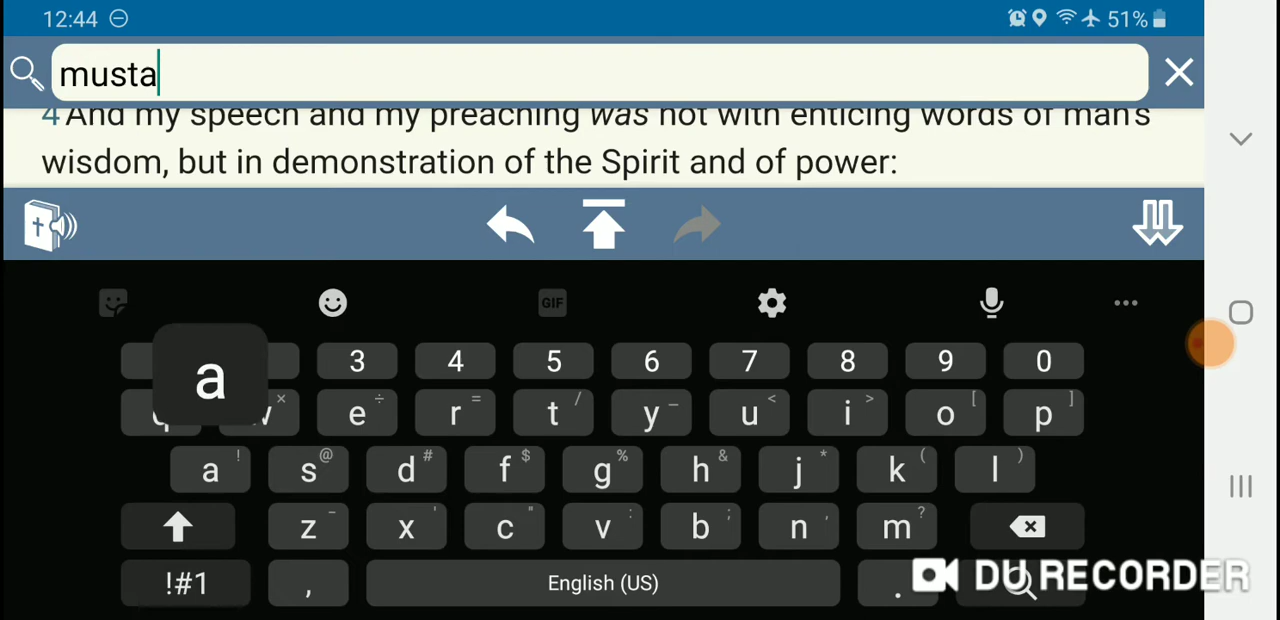 12:44 51%
musta
4 And my speech and my preaching was not with enticing words of man's
wisdom, but in demonstration of the Spirit and of power:
GIF
a
3 4 5 6 7 8 9 0
e ÷ r = t / y _ u < i > o [ p ]
a ! s @ d # f $ g % h & j * k ( l )
z - x ' c " v : b ; n , m ?
!#1 , English (US) .
DU RECORDER